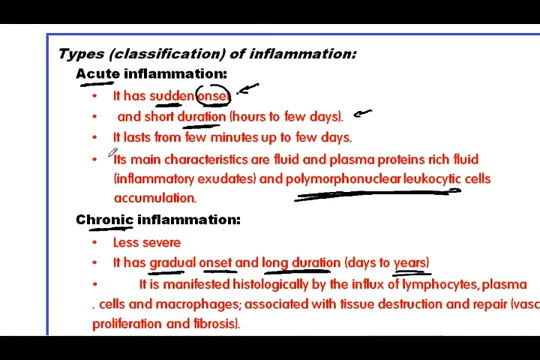 Types (classification) of inflammation:
Acute inflammation:
• It has sudden onset.
• and short duration (hours to few days).
• It lasts from few minutes up to few days.
• Its main characteristics are fluid and plasma proteins rich fluid
(inflammatory exudates) and polymorphonuclear leukocytic cells
accumulation.
Chronic inflammation:
• Less severe
• It has gradual onset and long duration (days to years)
• It is manifested histologically by the influx of lymphocytes, plasma
. cells and macrophages; associated with tissue destruction and repair (vasc
proliferation and fibrosis).